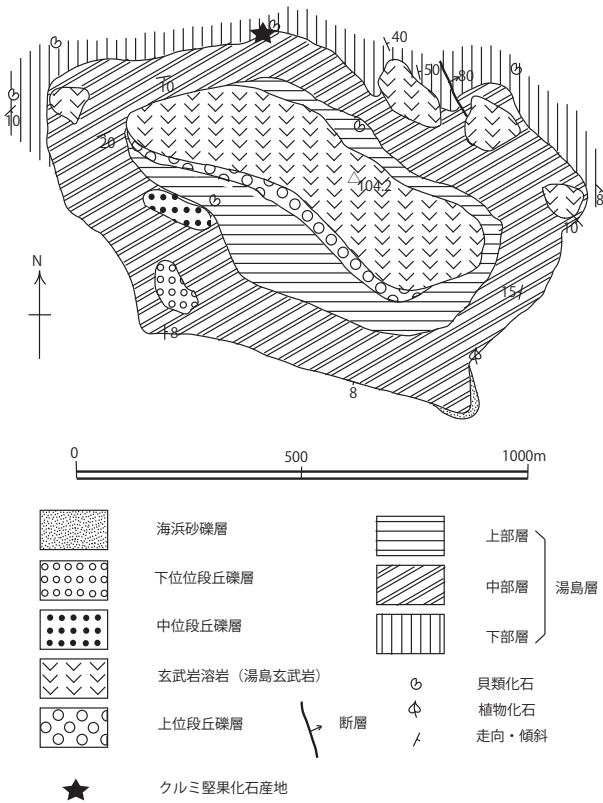 40
50
80
10
10
20
104.2
8
10
15
N
8
8
0 500 1000m
海浜砂礫層
下位位段丘礫層
中位段丘礫層
玄武岩溶岩（湯島玄武岩）
上位段丘礫層
断層
クルミ堅果化石産地
上部層
中部層
下部層
湯島層
貝類化石
植物化石
走向・傾斜